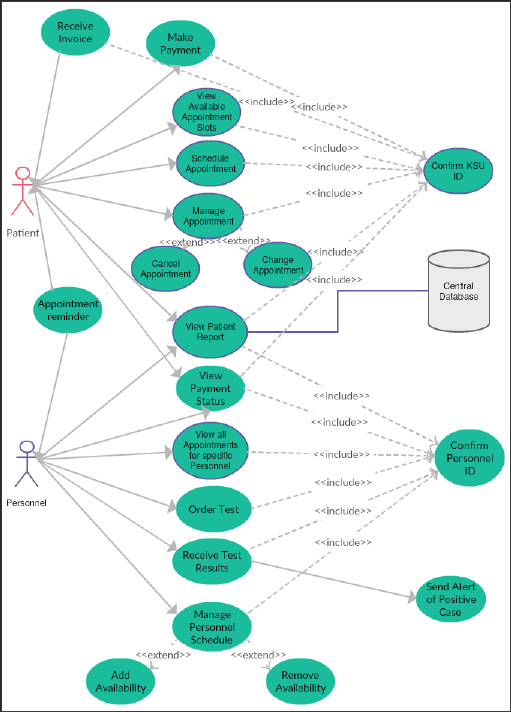 Receive
Invoice
Make
Payment
View
Available
Appointment
Slots
<<include>>
<<include>>
<<include>>
Schedule
Appointment
<<include>>
Confirm KSU
ID
Patient
Manage
Appointment
<<include>>
<<extend>>
<<extend>>
Cancel
Appointment
Change
Appointment
<<include>>
Central
Database
Appointment
reminder
<<include>>
View Patient
Report
View
Payment
Status
<<include>>
<<include>>
View all
Appointments
for specific
Personnel
<<include>>
Confirm
Personnel
ID
Personnel
Order Test
<<include>>
<<include>>
Receive Test
Results
<<include>>
Send Alert
of Positive
Case
Manage
Personnel
Schedule
<<extend>>
<<extend>>
Add
Availability
Remove
Availability